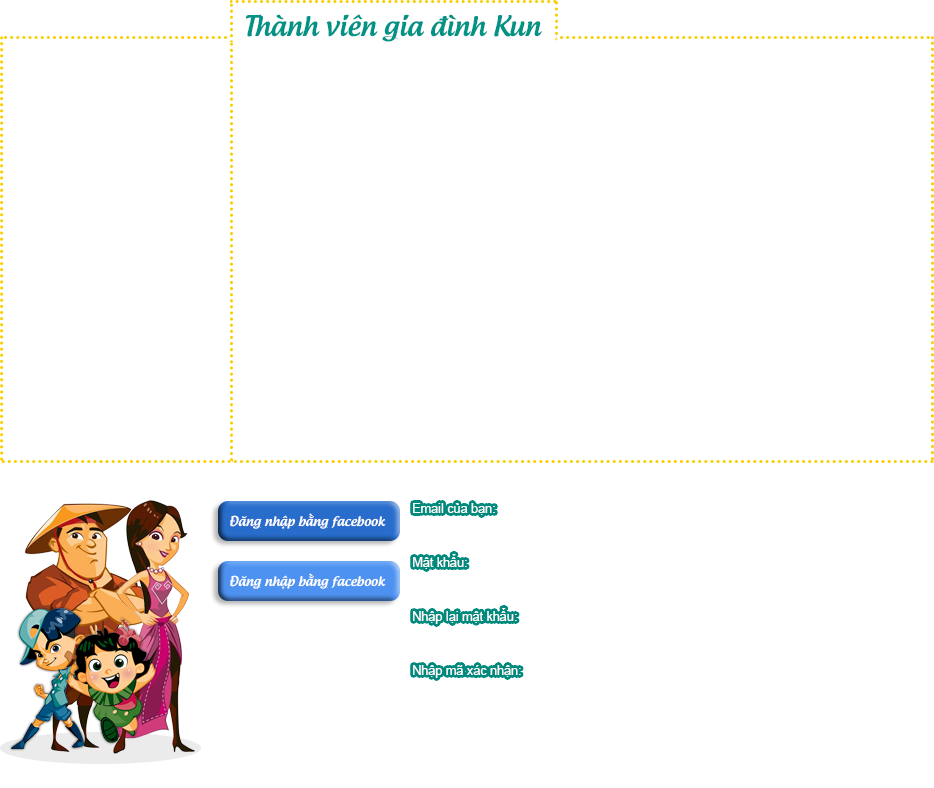 Thành viên gia đình Kun
Đăng nhập bằng facebook
Đăng nhập bằng facebook
Email của bạn:
Mật khẩu:
Nhập lại mật khẩu:
Nhập mã xác nhận: